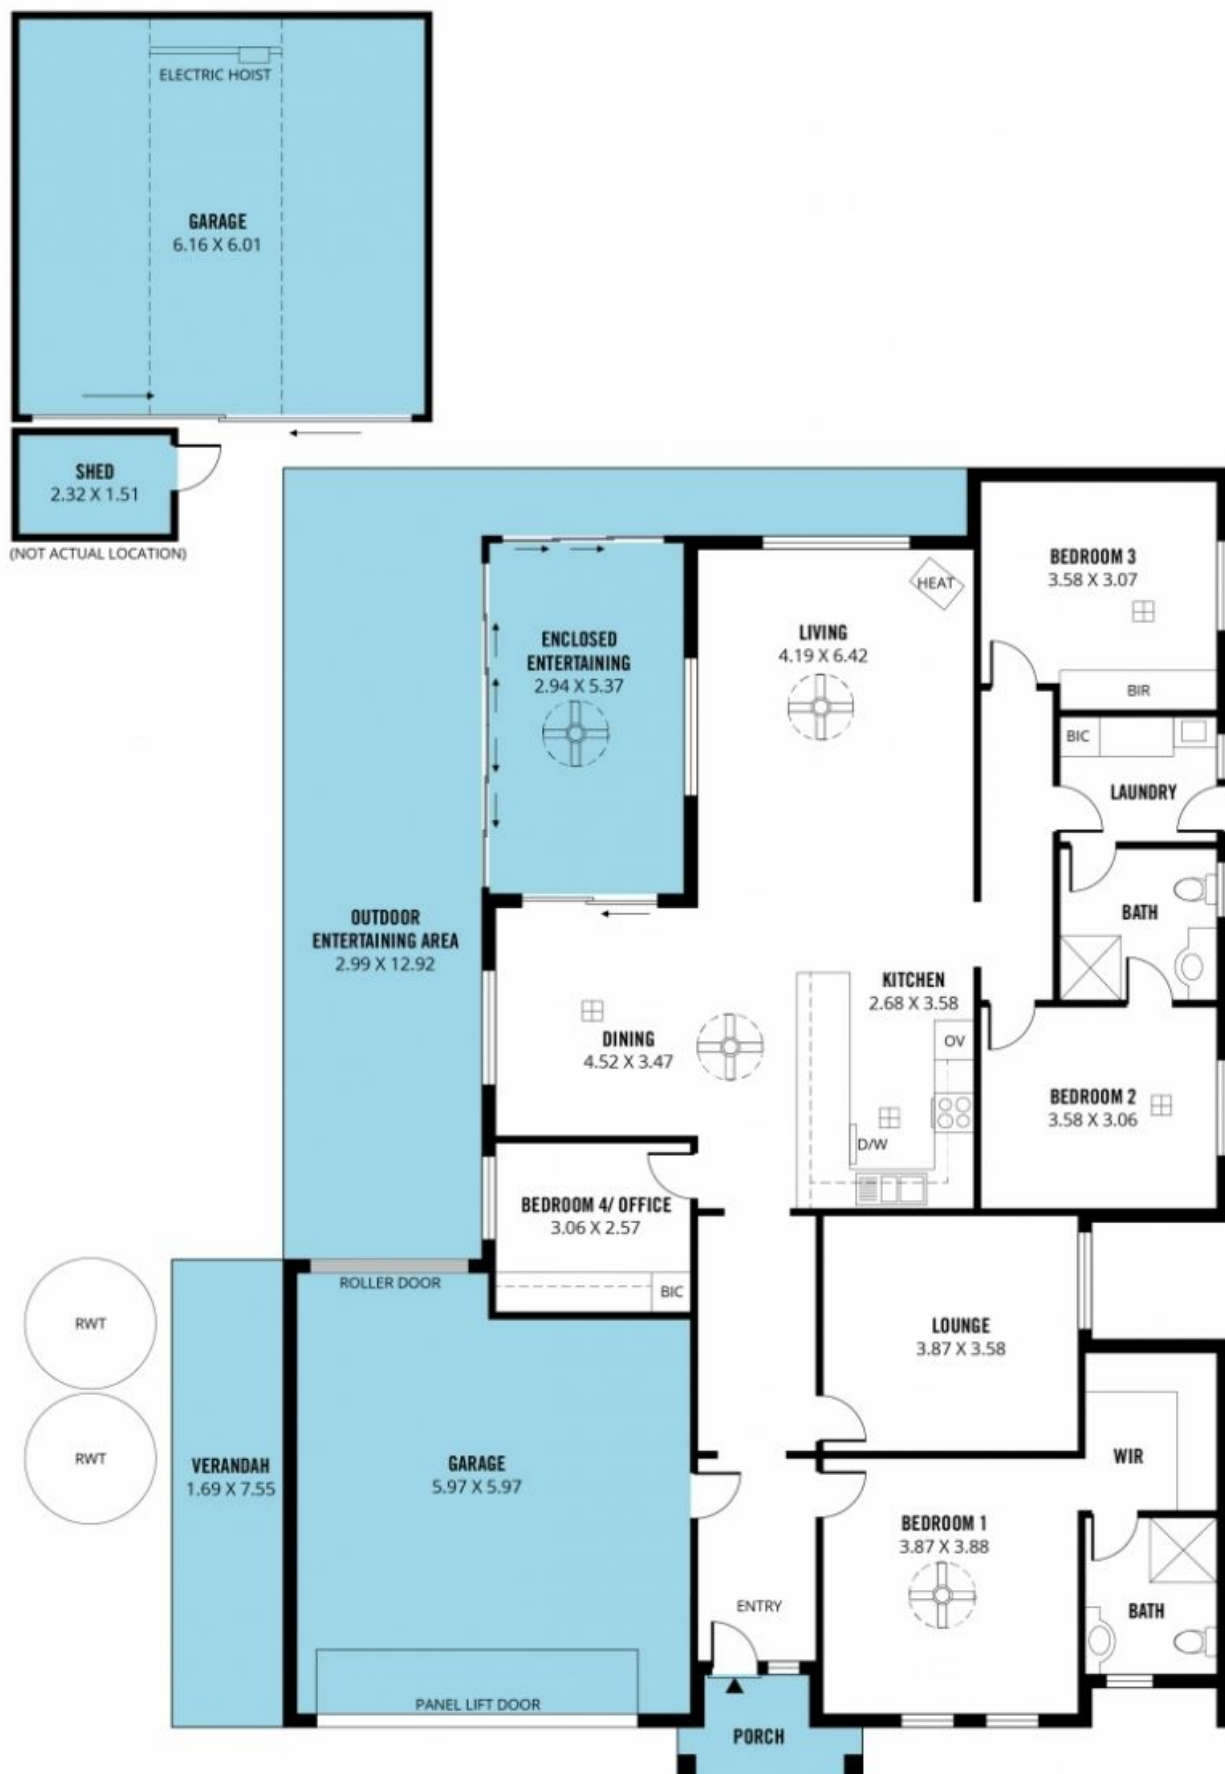 ELECTRIC HOIST
GARAGE
6.16 X 6.01
SHED
2.32 X 1.51
(NOT ACTUAL LOCATION)
BEDROOM 3
3.58 X 3.07
HEAT
LIVING
4.19 X 6.42
ENCLOSED
ENTERTAINING
2.94 X 5.37
BIR
BIC
LAUNDRY
BATH
OUTDOOR
ENTERTAINING AREA
2.99 X 12.92
KITCHEN
2.68 X 3.58
OV
DINING
4.52 X 3.47
BEDROOM 2
3.58 X 3.06
D/W
BEDROOM 4/ OFFICE
3.06 X 2.57
BIC
ROLLER DOOR
RWT
LOUNGE
3.87 X 3.58
RWT
VERANDAH
1.69 X 7.55
GARAGE
5.97 X 5.97
WIR
BEDROOM 1
3.87 X 3.88
ENTRY
BATH
PANEL LIFT DOOR
PORCH